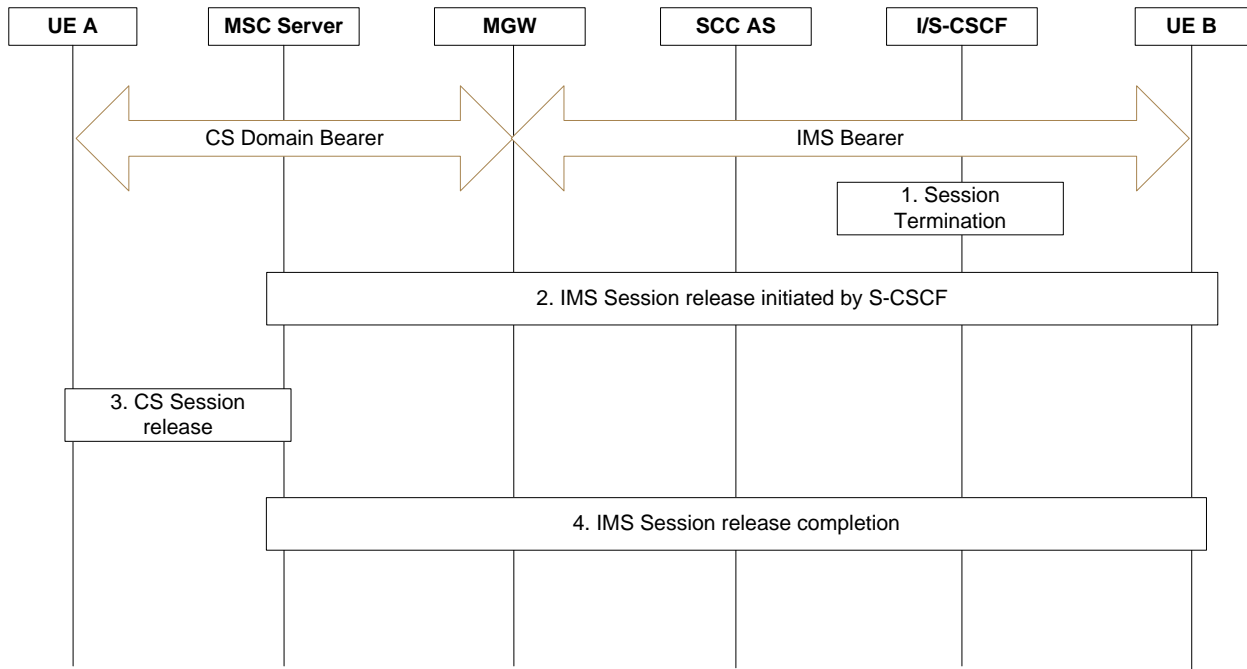 UE A
MSC Server
MGW
SCC AS
I/S-CSCF
UE B
CS Domain Bearer
IMS Bearer
1. Session
Termination
2. IMS Session release initiated by S-CSCF
3. CS Session
release
4. IMS Session release completion